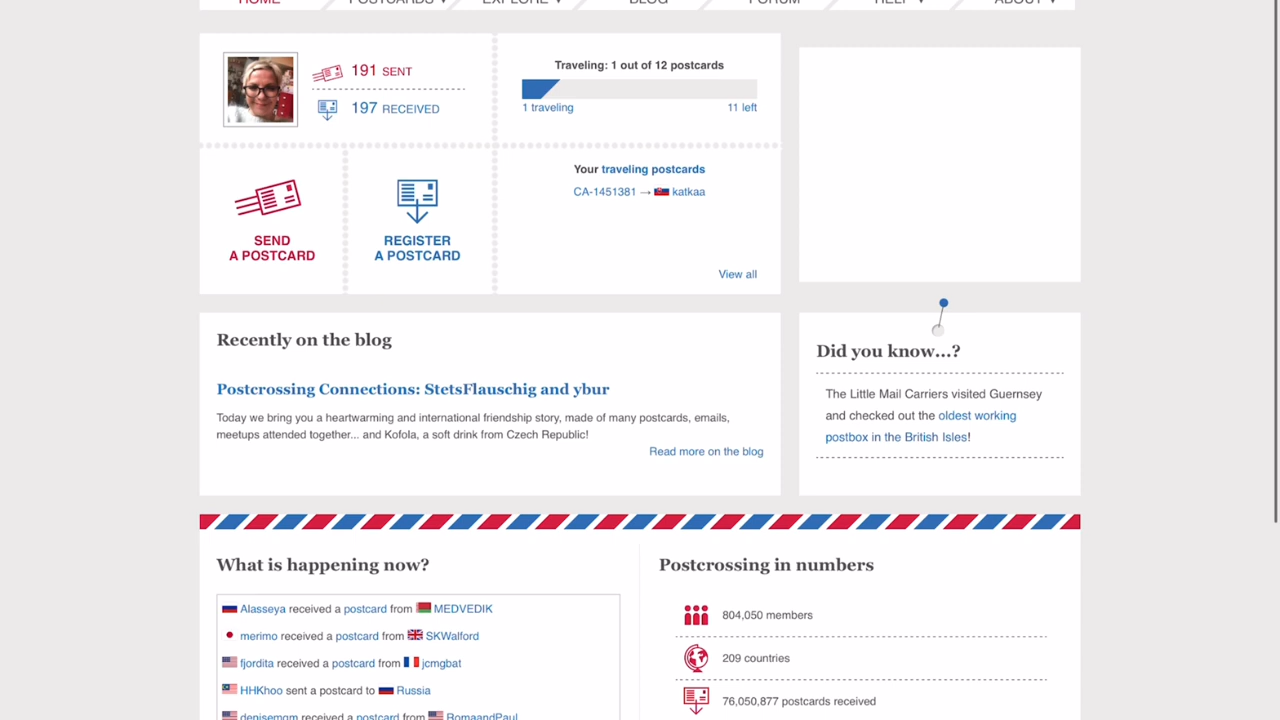 HOME POSTCARDS EXPLORE BLOG FORUM HELP ABOUT
191 SENT
197 RECEIVED
Traveling: 1 out of 12 postcards
1 traveling 11 left
SEND
A POSTCARD
REGISTER
A POSTCARD
Your traveling postcards
CA-1451381 → katkaa
View all
Recently on the blog
Postcrossing Connections: StetsFlauschig and ybur
Today we bring you a heartwarming and international friendship story, made of many postcards, emails,
meetups attended together... and Kofola, a soft drink from Czech Republic!
Read more on the blog
Did you know...?
The Little Mail Carriers visited Guernsey
and checked out the oldest working
postbox in the British Isles!
What is happening now?
Alasseya received a postcard from MEDVEDIK
merimo received a postcard from SKWalford
fjordita received a postcard from jcmgbat
HHKhoo sent a postcard to Russia
denisemgm received a postcard from RomaandPaul
Postcrossing in numbers
804,050 members
209 countries
76,050,877 postcards received